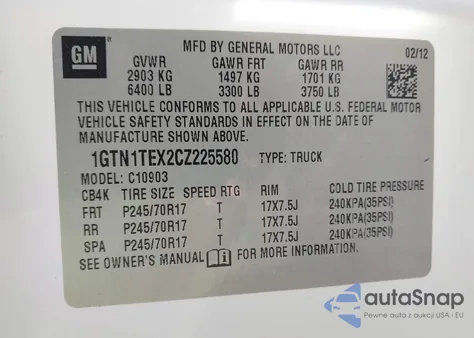 GM
MFD BY GENERAL MOTORS LLC 02/12
GVWR GAWR FRT GAWR RR
2903 KG 1497 KG 1701 KG
6400 LB 3300 LB 3750 LB
THIS VEHICLE CONFORMS TO ALL APPLICABLE U.S. FEDERAL MOTOR
VEHICLE SAFETY STANDARDS IN EFFECT ON THE DATE OF
MANUFACTURE SHOWN ABOVE.
1GTN1TEX2CZ225580 TYPE: TRUCK
MODEL: C10903
CB4K TIRE SIZE SPEED RTG RIM COLD TIRE PRESSURE
FRT P245/70R17 T 17X7.5J 240KPA(35PSI)
RR P245/70R17 T 17X7.5J 240KPA(35PSI)
SPA P245/70R17 T 17X7.5J 240KPA(35PSI)
SEE OWNER'S MANUAL FOR MORE INFORMATION.
autoSnap
Pewne auta z aukcji USA - EU